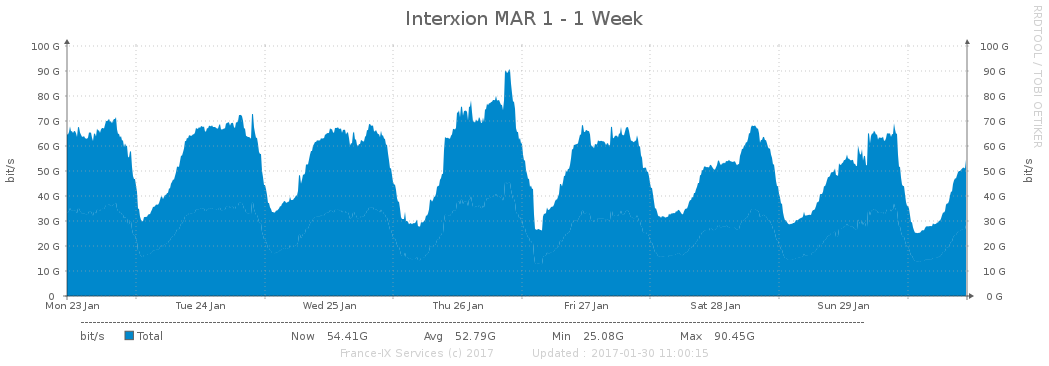 Interxion MAR 1 - 1 Week
RRDTOOL / TOBI OETIKER
100 G 100 G
90 G 90 G
80 G 80 G
70 G 70 G
60 G 60 G
50 G 50 G
40 G 40 G
30 G 30 G
20 G 20 G
10 G 10 G
0 0 G
bit/s bit/s
Mon 23 Jan Tue 24 Jan Wed 25 Jan Thu 26 Jan Fri 27 Jan Sat 28 Jan Sun 29 Jan
bit/s Total Now 54.41G Avg 52.79G Min 25.08G Max 90.45G
France-IX Services (c) 2017 Updated : 2017-01-30 11:00:15